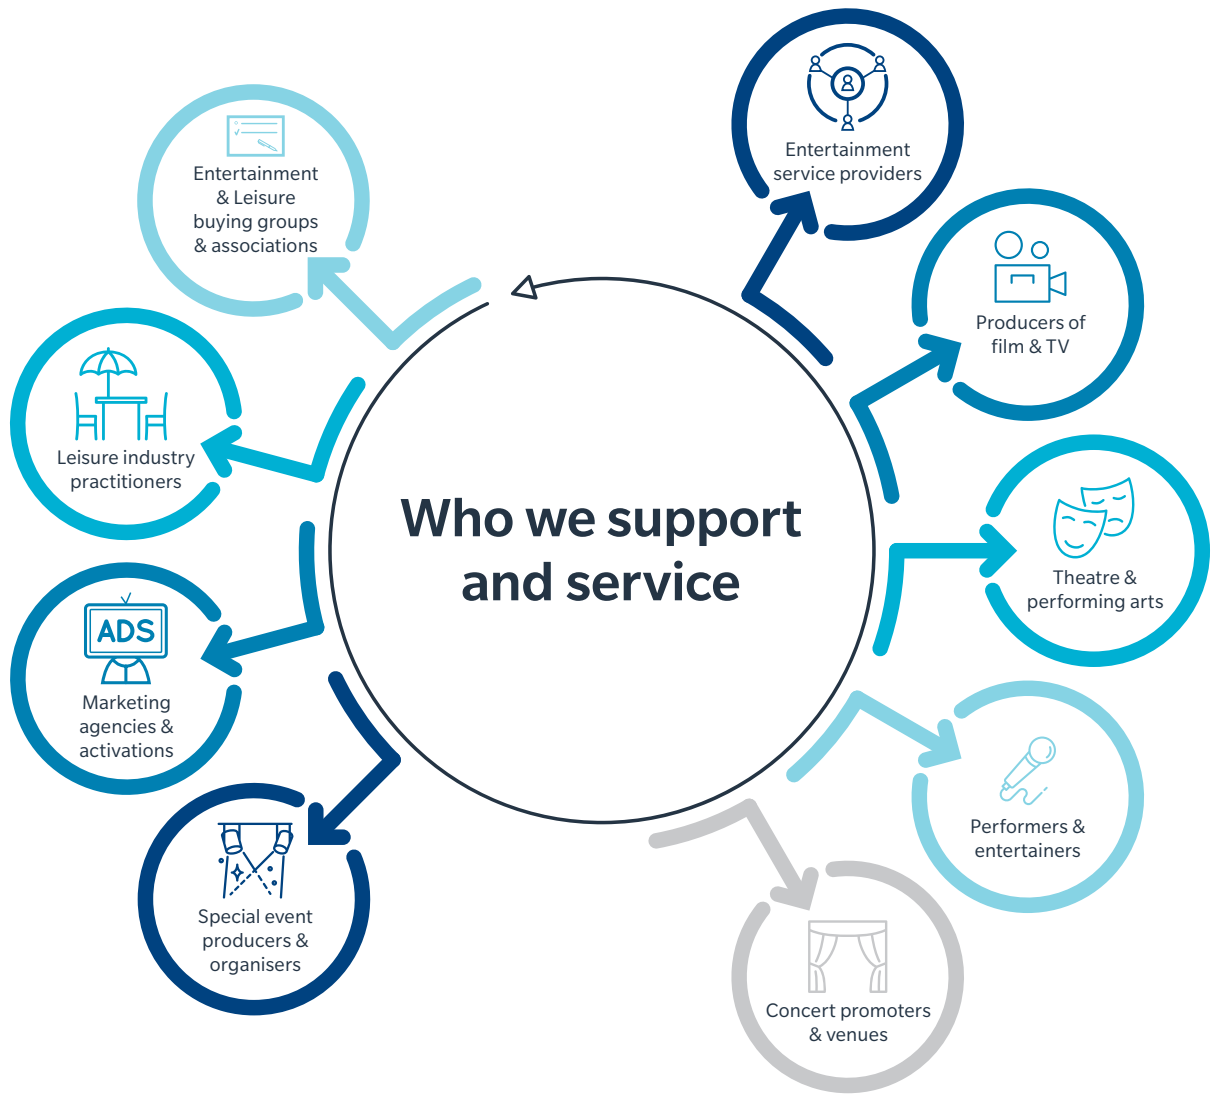 Who we support
and service
Entertainment
service providers
Producers of
film & TV
Theatre &
performing arts
Performers &
entertainers
Concert promoters
& venues
Special event
producers &
organisers
ADS
Marketing
agencies &
activations
Leisure industry
practitioners
Entertainment
& Leisure
buying groups
& associations